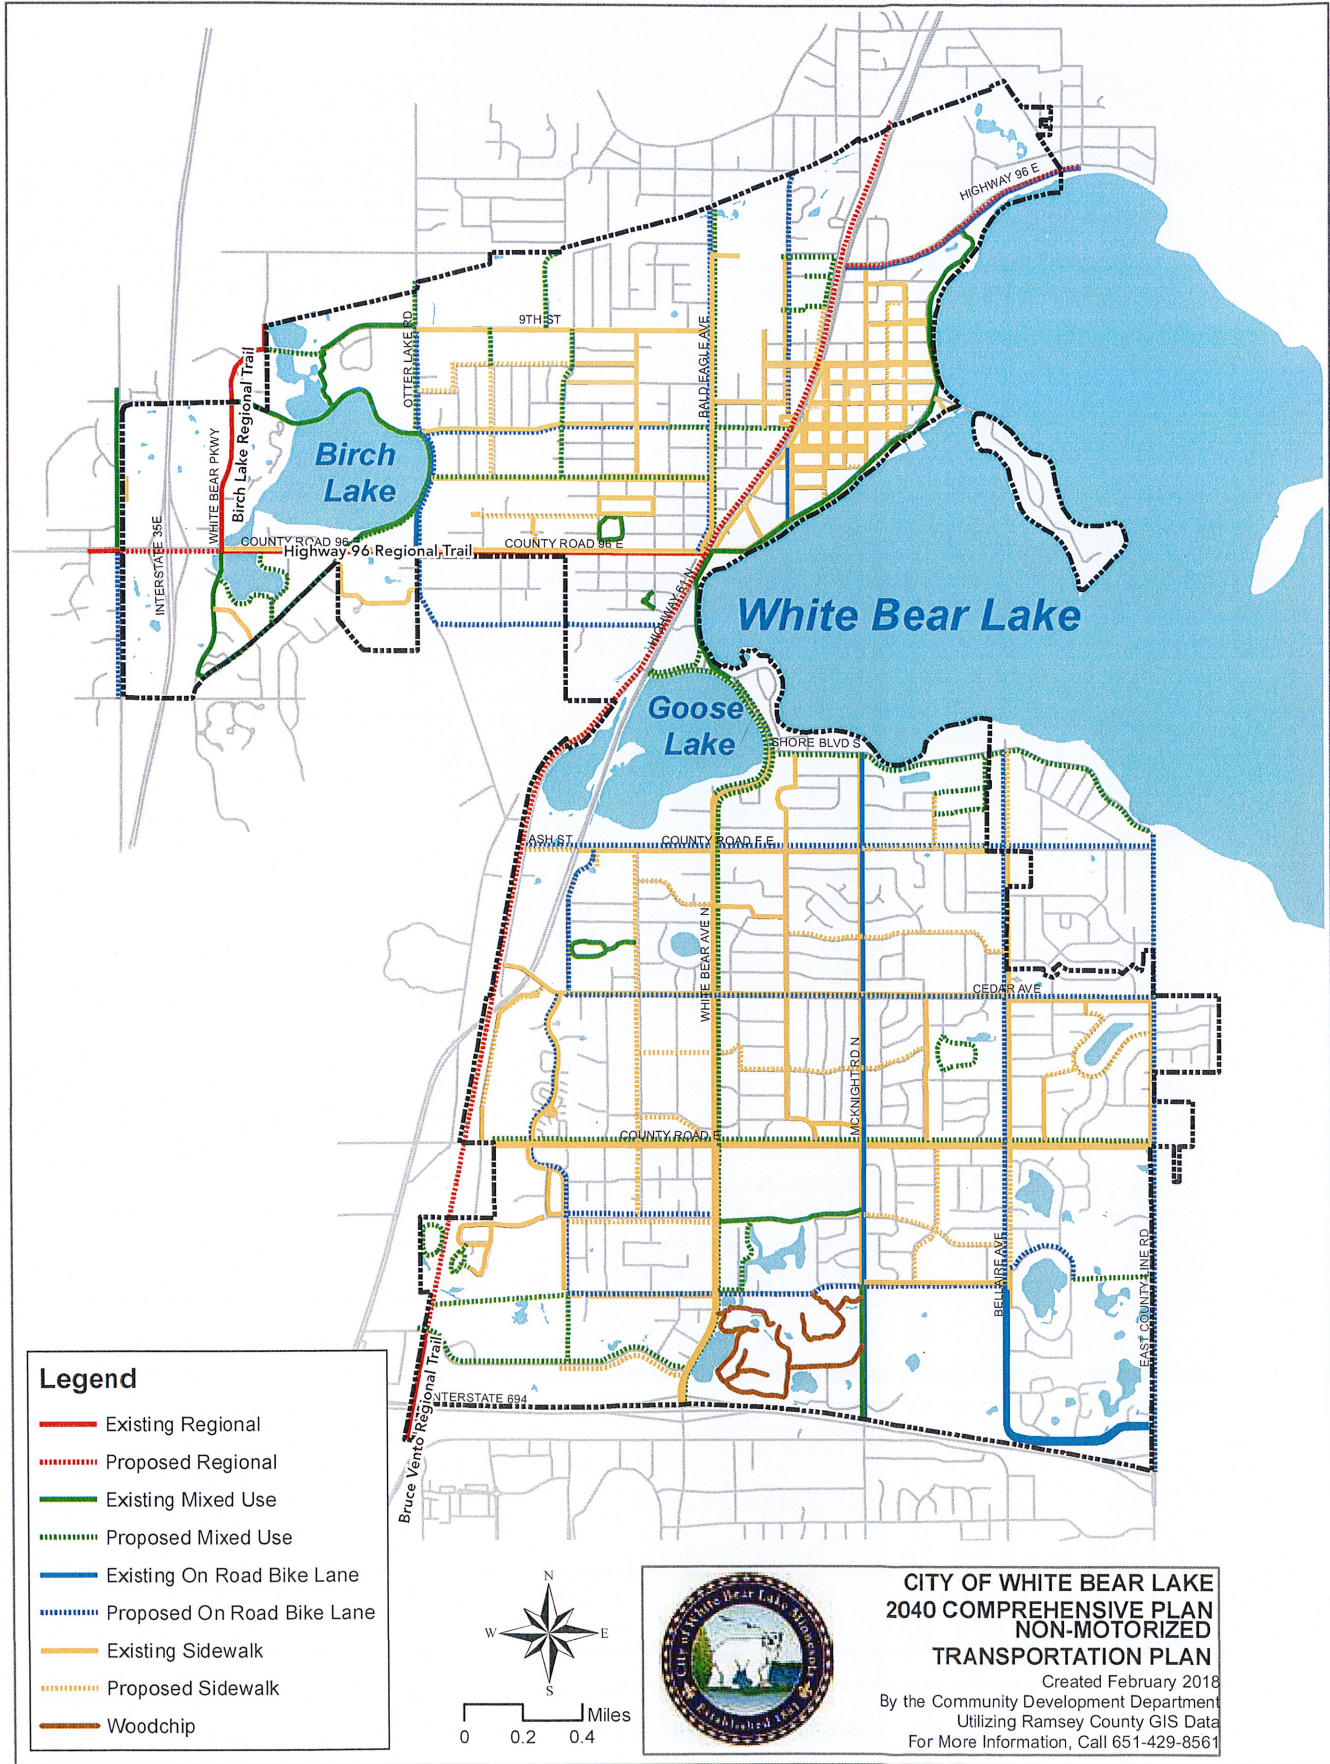 HIGHWAY 96 E
9TH ST
OTTER LAKE RD
BALD EAGLE AVE
Birch Lake Regional Trail
WHITE BEAR PKWY
Birch
Lake
INTERSTATE 35E
COUNTY ROAD 96 E
Highway 96 Regional Trail
COUNTY ROAD 96 E
HIGHWAY 61 N
White Bear Lake
Goose
Lake
SHORE BLVD S
ASH ST
COUNTY ROAD F E
WHITE BEAR AVE N
CEDAR AVE
MCKNIGHT RD N
COUNTY ROAD E
BELLAIRE AVE
EAST COUNTY LINE RD
INTERSTATE 694
Bruce Vento Regional Trail
Legend
Existing Regional
Proposed Regional
Existing Mixed Use
Proposed Mixed Use
Existing On Road Bike Lane
Proposed On Road Bike Lane
Existing Sidewalk
Proposed Sidewalk
Woodchip
N
W
E
S
0
0.2
0.4
Miles
City of White Bear Lake Minnesota
CITY OF WHITE BEAR LAKE
2040 COMPREHENSIVE PLAN
NON-MOTORIZED
TRANSPORTATION PLAN
Created February 2018
By the Community Development Department
Utilizing Ramsey County GIS Data
For More Information, Call 651-429-8561